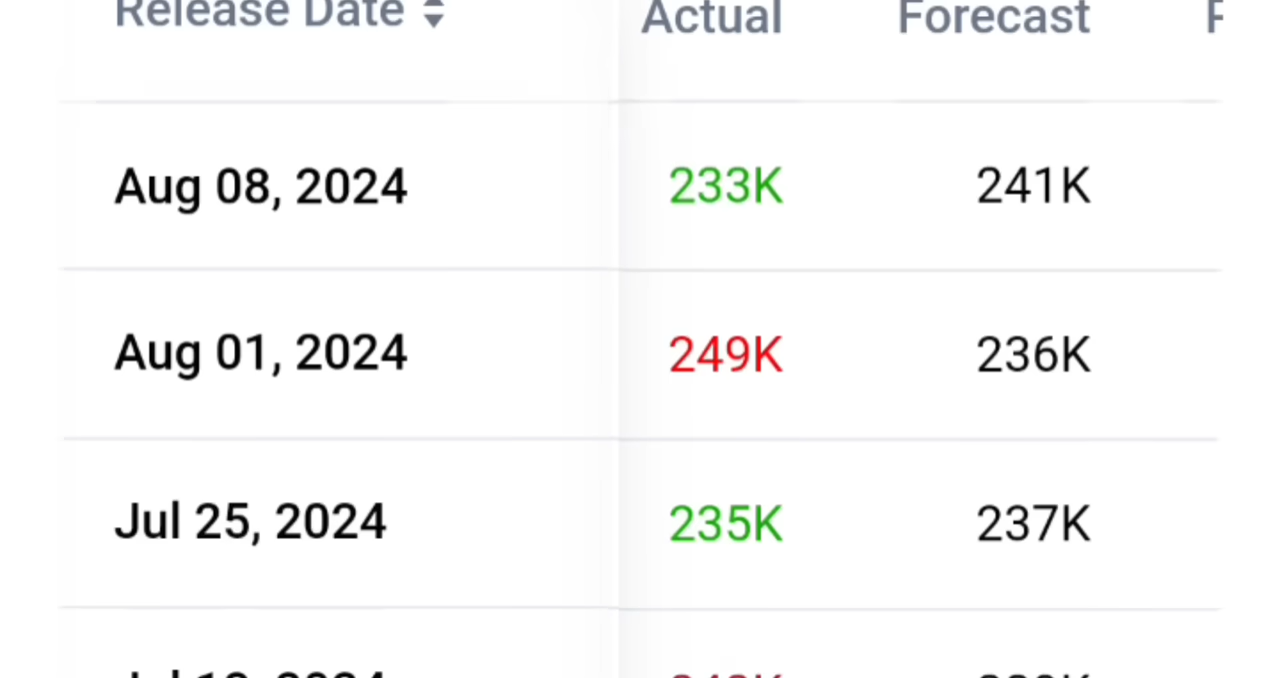 Release Date Actual Forecast
Aug 08, 2024 233K 241K
Aug 01, 2024 249K 236K
Jul 25, 2024 235K 237K